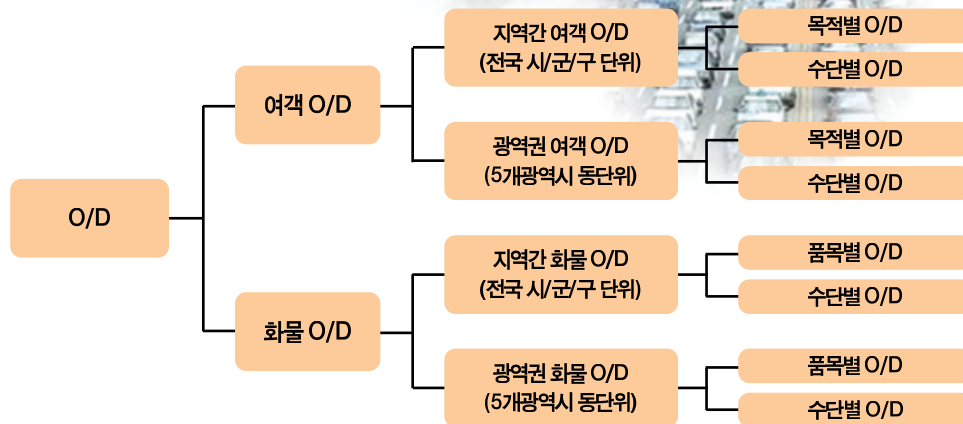 O/D
여객 O/D
지역간 여객 O/D
(전국 시/군/구 단위)
목적별 O/D
수단별 O/D
광역권 여객 O/D
(5개광역시 동단위)
목적별 O/D
수단별 O/D
화물 O/D
지역간 화물 O/D
(전국 시/군/구 단위)
품목별 O/D
수단별 O/D
광역권 화물 O/D
(5개광역시 동단위)
품목별 O/D
수단별 O/D